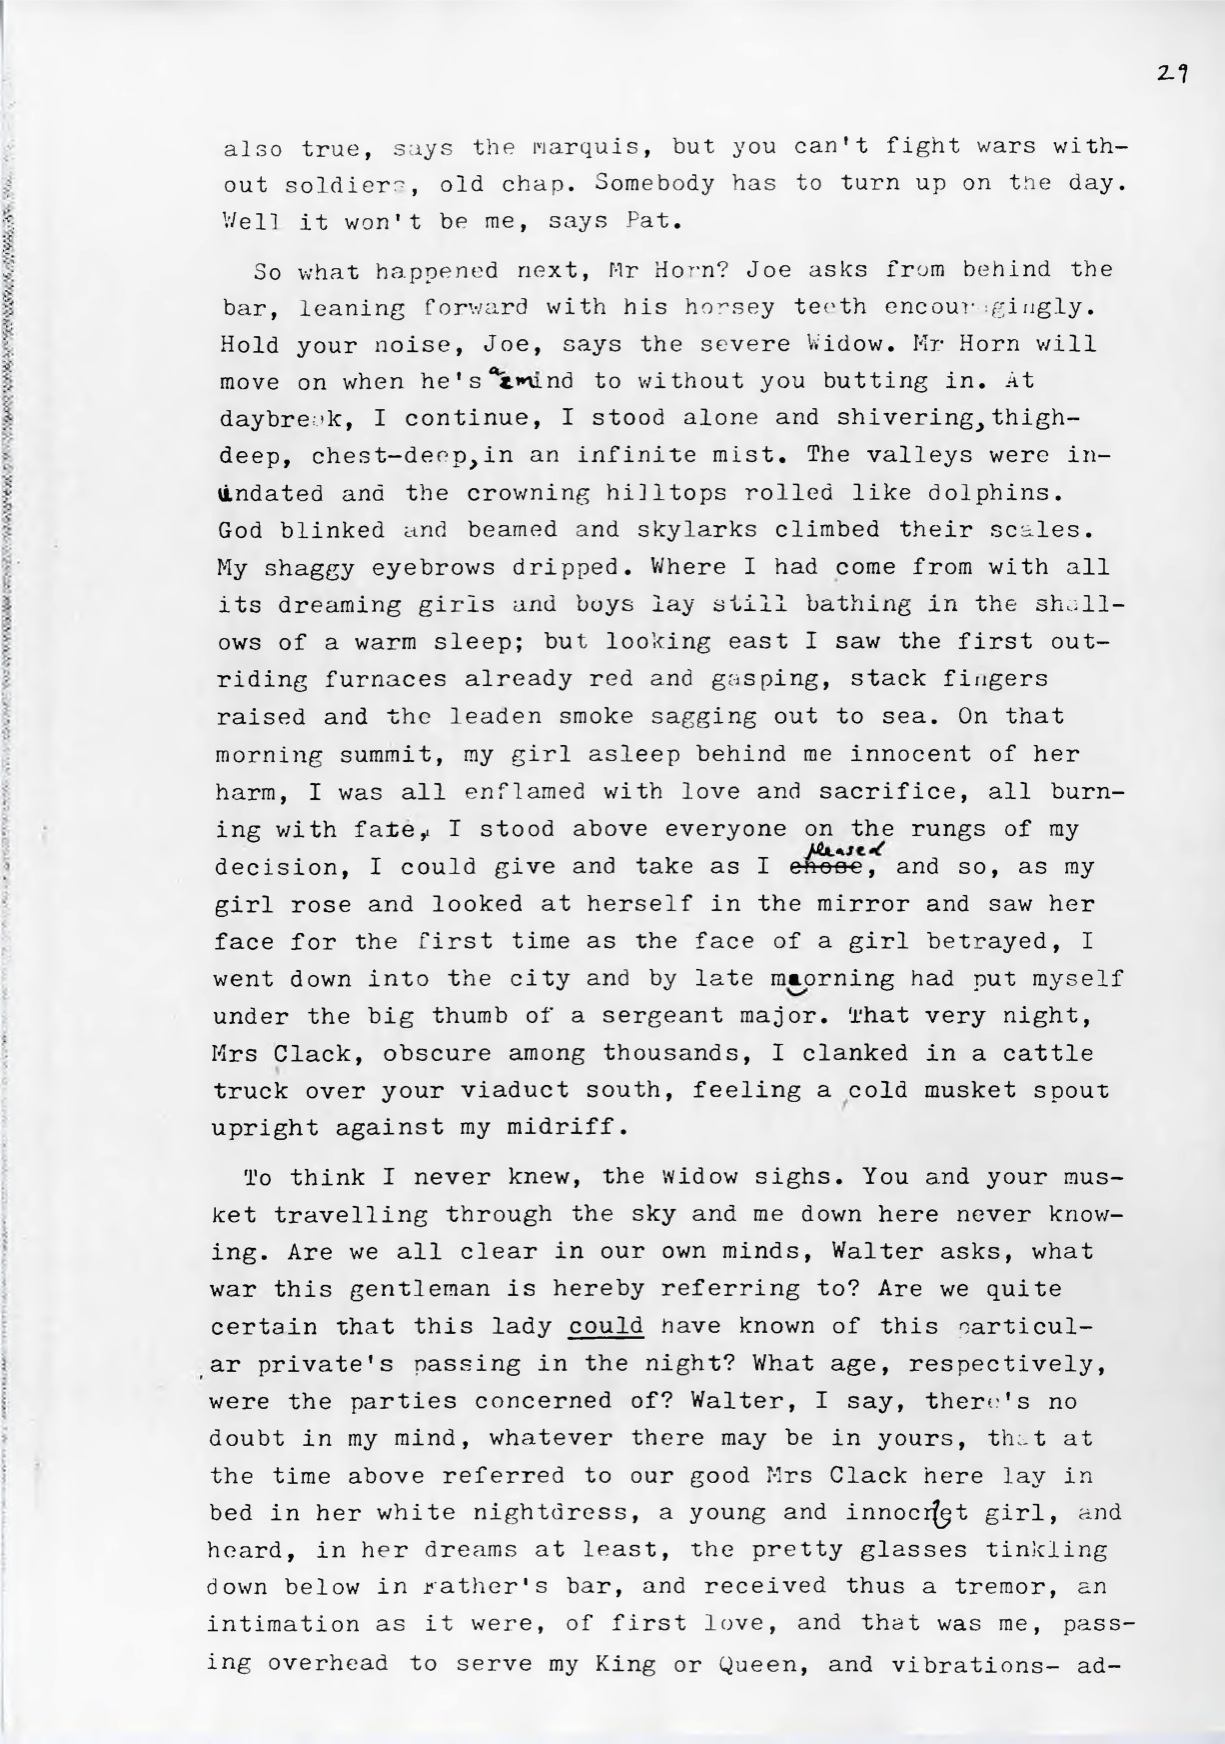 29
also true, says the Marquis, but you can't fight wars with-
out soldiers, old chap. Somebody has to turn up on the day.
Well it won't be me, says Pat.
So what happened next, Mr Horn? Joe asks from behind the
bar, leaning forward with his horsey teeth encouragingly.
Hold your noise, Joe, says the severe Widow. Mr Horn will
move on when he's a mind to without you butting in. At
daybreak, I continue, I stood alone and shivering, thigh-
deep, chest-deep, in an infinite mist. The valleys were in-
undated and the crowning hilltops rolled like dolphins.
God blinked and beamed and skylarks climbed their scales.
My shaggy eyebrows dripped. Where I had come from with all
its dreaming girls and boys lay still bathing in the shall-
ows of a warm sleep; but looking east I saw the first out-
riding furnaces already red and gasping, stack fingers
raised and the leaden smoke sagging out to sea. On that
morning summit, my girl asleep behind me innocent of her
harm, I was all enflamed with love and sacrifice, all burn-
ing with fate, I stood above everyone on the rungs of my
pleased
decision, I could give and take as I chose, and so, as my
girl rose and looked at herself in the mirror and saw her
face for the first time as the face of a girl betrayed, I
went down into the city and by late morning had put myself
under the big thumb of a sergeant major. That very night,
Mrs Clack, obscure among thousands, I clanked in a cattle
truck over your viaduct south, feeling a cold musket spout
upright against my midriff.
To think I never knew, the Widow sighs. You and your mus-
ket travelling through the sky and me down here never know-
ing. Are we all clear in our own minds, Walter asks, what
war this gentleman is hereby referring to? Are we quite
certain that this lady could have known of this particul-
ar private's passing in the night? What age, respectively,
were the parties concerned of? Walter, I say, there's no
doubt in my mind, whatever there may be in yours, that at
the time above referred to our good Mrs Clack here lay in
bed in her white nightdress, a young and innocent girl, and
heard, in her dreams at least, the pretty glasses tinkling
down below in Father's bar, and received thus a tremor, an
intimation as it were, of first love, and that was me, pass-
ing overhead to serve my King or Queen, and vibrations- ad-